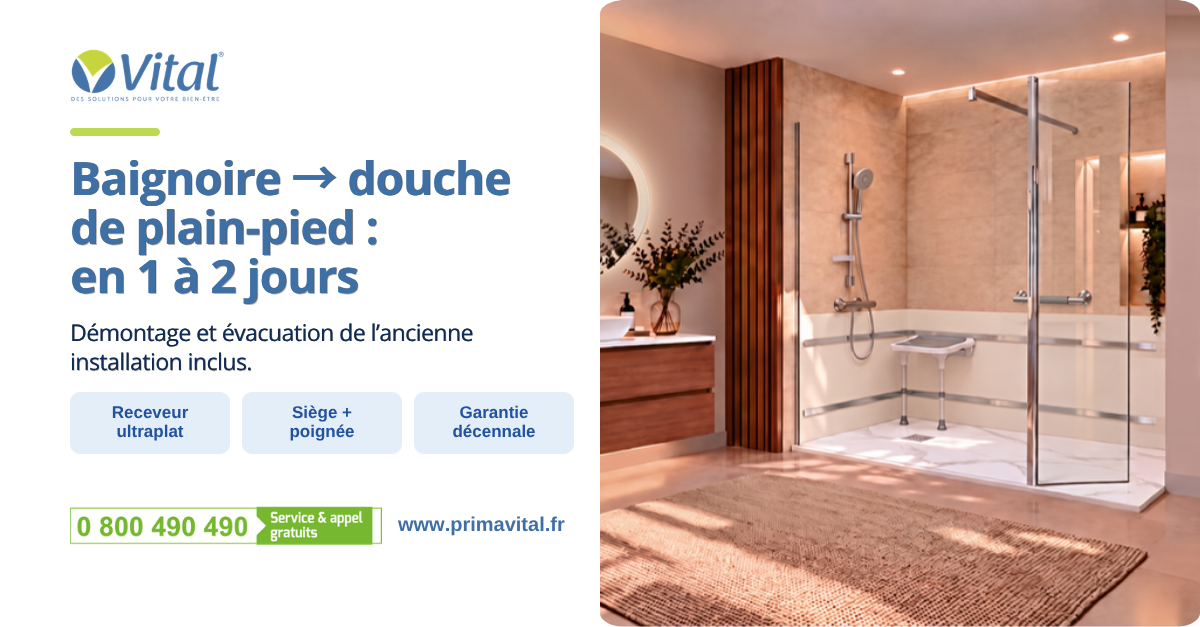 Vital®
DES SOLUTIONS POUR VOTRE BIEN-ÊTRE
Baignoire → douche
de plain-pied :
en 1 à 2 jours
Démontage et évacuation de l’ancienne
installation inclus.
Receveur
ultraplat
Siège +
poignée
Garantie
décennale
0 800 490 490
Service & appel
gratuits
www.primavital.fr